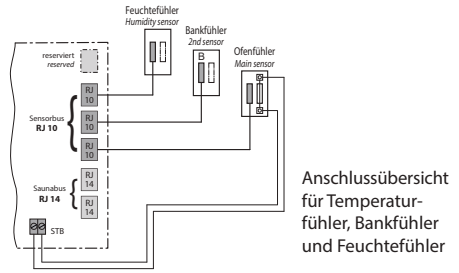 Feuchtefühler
Humidity sensor
Bankfühler
2nd sensor
B
Ofenfühler
Main sensor
reserviert
reserved
RJ
10
Sensorbus
RJ 10
RJ
10
RJ
10
Saunabus
RJ 14
RJ
14
RJ
14
STB
Anschlussübersicht
für Temperatur-
fühler, Bankfühler
und Feuchtefühler